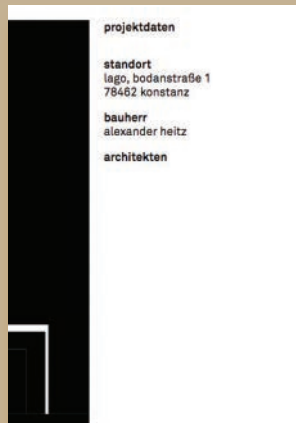 projektdaten
standort
lago, bodanstraße 1
78462 konstanz
bauherr
alexander heitz
architekten